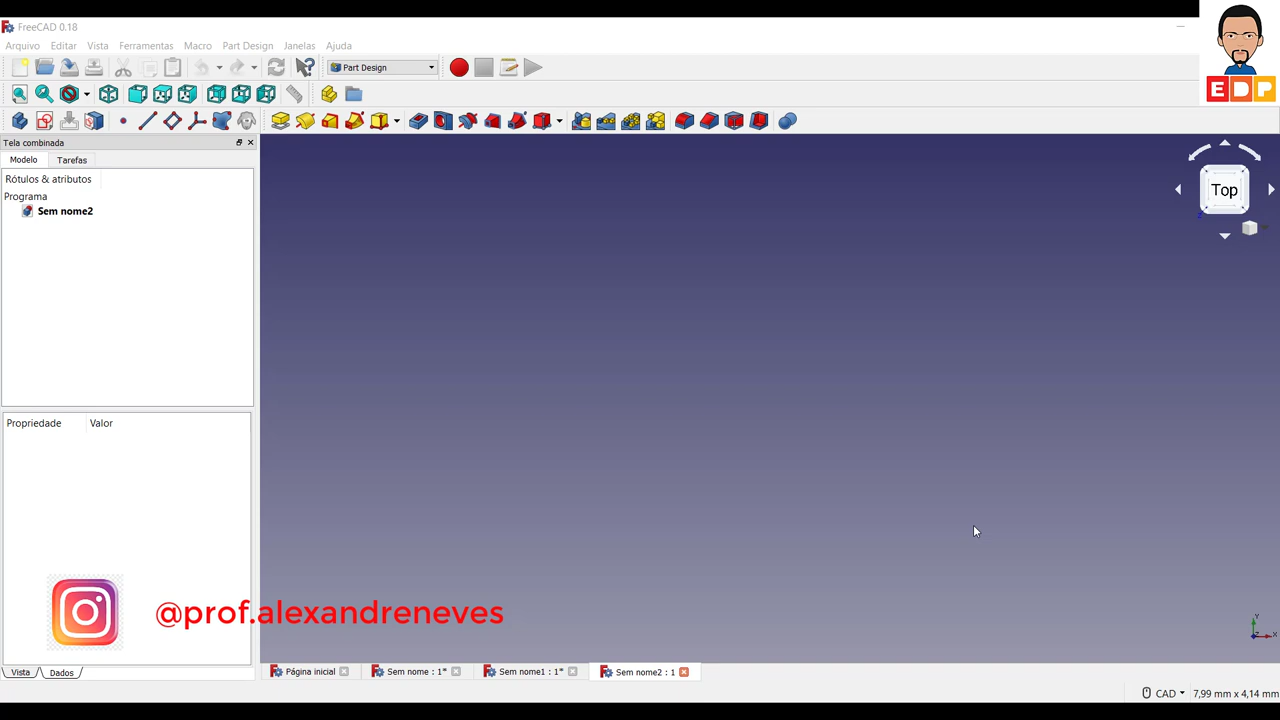 FreeCAD 0.18
Arquivo Editar Vista Ferramentas Macro Part Design Janelas Ajuda
Part Design
EDP
Tela combinada
Modelo Tarefas
Rótulos & atributos
Programa
Sem nome2
Top
Z
Propriedade Valor
@prof.alexandreneves
Y
Z X
Vista Dados
Página inicial Sem nome : 1* Sem nome1 : 1* Sem nome2 : 1
CAD 7,99 mm x 4,14 mm